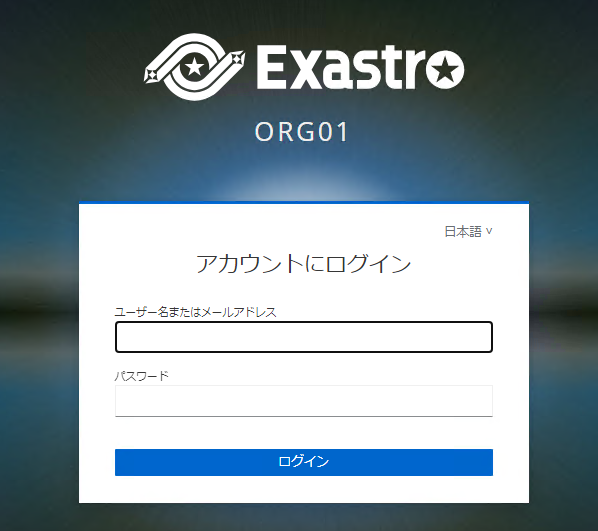 Exastro
ORG01
日本語 ˅
アカウントにログイン
ユーザー名またはメールアドレス
パスワード
ログイン